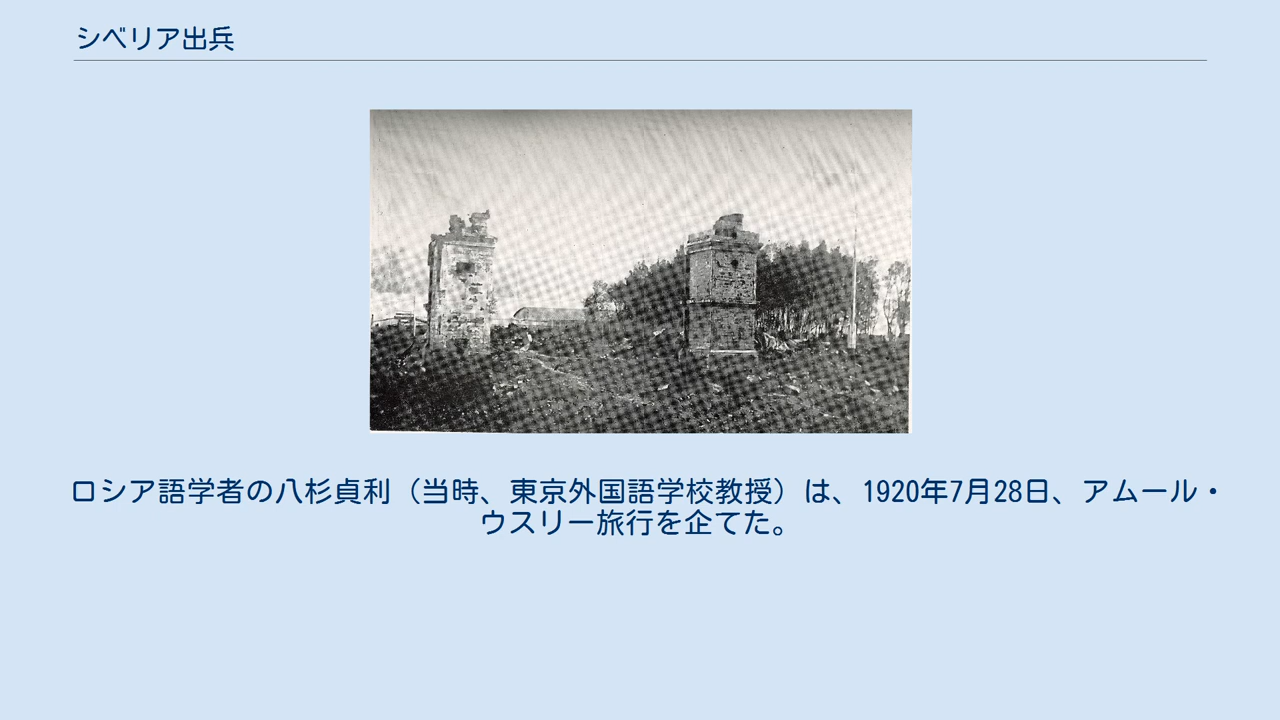 シベリア出兵
ロシア語学者の八杉貞利（当時、東京外国語学校教授）は、1920年7月28日、アムール・
ウスリー旅行を企てた。